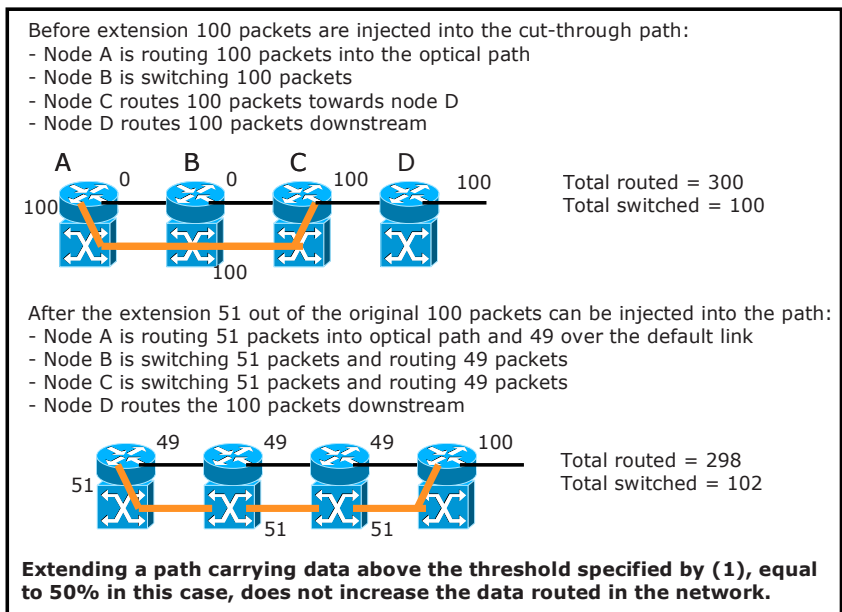 Before extension 100 packets are injected into the cut-through path:
- Node A is routing 100 packets into the optical path
- Node B is switching 100 packets
- Node C routes 100 packets towards node D
- Node D routes 100 packets downstream
A B C D
0 0 100 100
100
100
Total routed = 300
Total switched = 100
After the extension 51 out of the original 100 packets can be injected into the path:
- Node A is routing 51 packets into optical path and 49 over the default link
- Node B is switching 51 packets and routing 49 packets
- Node C is switching 51 packets and routing 49 packets
- Node D routes the 100 packets downstream
49 49 49 100
51
51 51
Total routed = 298
Total switched = 102
Extending a path carrying data above the threshold specified by (1), equal
to 50% in this case, does not increase the data routed in the network.